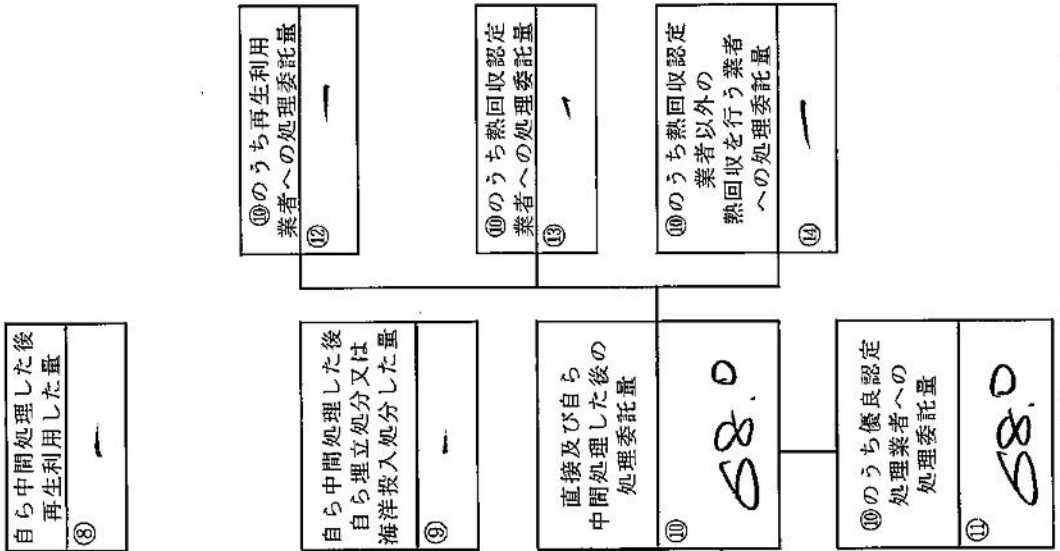 自ら中間処理した後
再生利用した量
⑧
ー
自ら中間処理した後
自ら埋立処分又は
海洋投入処分した量
⑨
ー
直接及び自ら
中間処理した後の
処理委託量
⑩
68.0
⑩のうち優良認定
処理業者への
処理委託量
⑪
68.0
⑩のうち再生利用
業者への処理委託量
⑫
ー
⑩のうち熱回収認定
業者への処理委託量
⑬
ー
⑩のうち熱回収認定
業者以外の
熱回収を行う業者
への処理委託量
⑭
ー